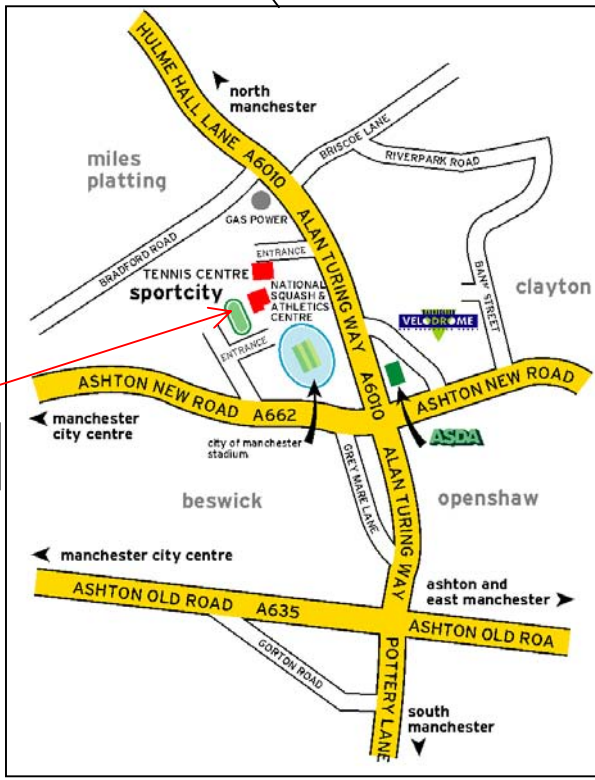 HULME HALL LANE A6010
north
manchester
BRISCOE LANE
RIVERPARK ROAD
miles
platting
GAS POWER
ALAN TURING WAY
BRADFORD ROAD
ENTRANCE
TENNIS CENTRE
sportcity
NATIONAL
SQUASH &
ATHLETICS
CENTRE
BANK STREET
clayton
VELODROME
ENTRANCE
A6010
ASHTON NEW ROAD A662
ASHTON NEW ROAD
manchester
city centre
city of manchester
stadium
ASDA
GREY MARE LANE
ALAN TURING WAY
beswick
openshaw
manchester city centre
ashton and
east manchester
ASHTON OLD ROAD A635
ASHTON OLD ROA
GORTON ROAD
POTTERY LANE
south
manchester